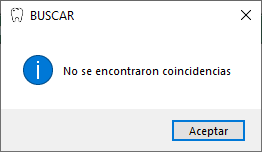 BUSCAR
No se encontraron coincidencias
Aceptar